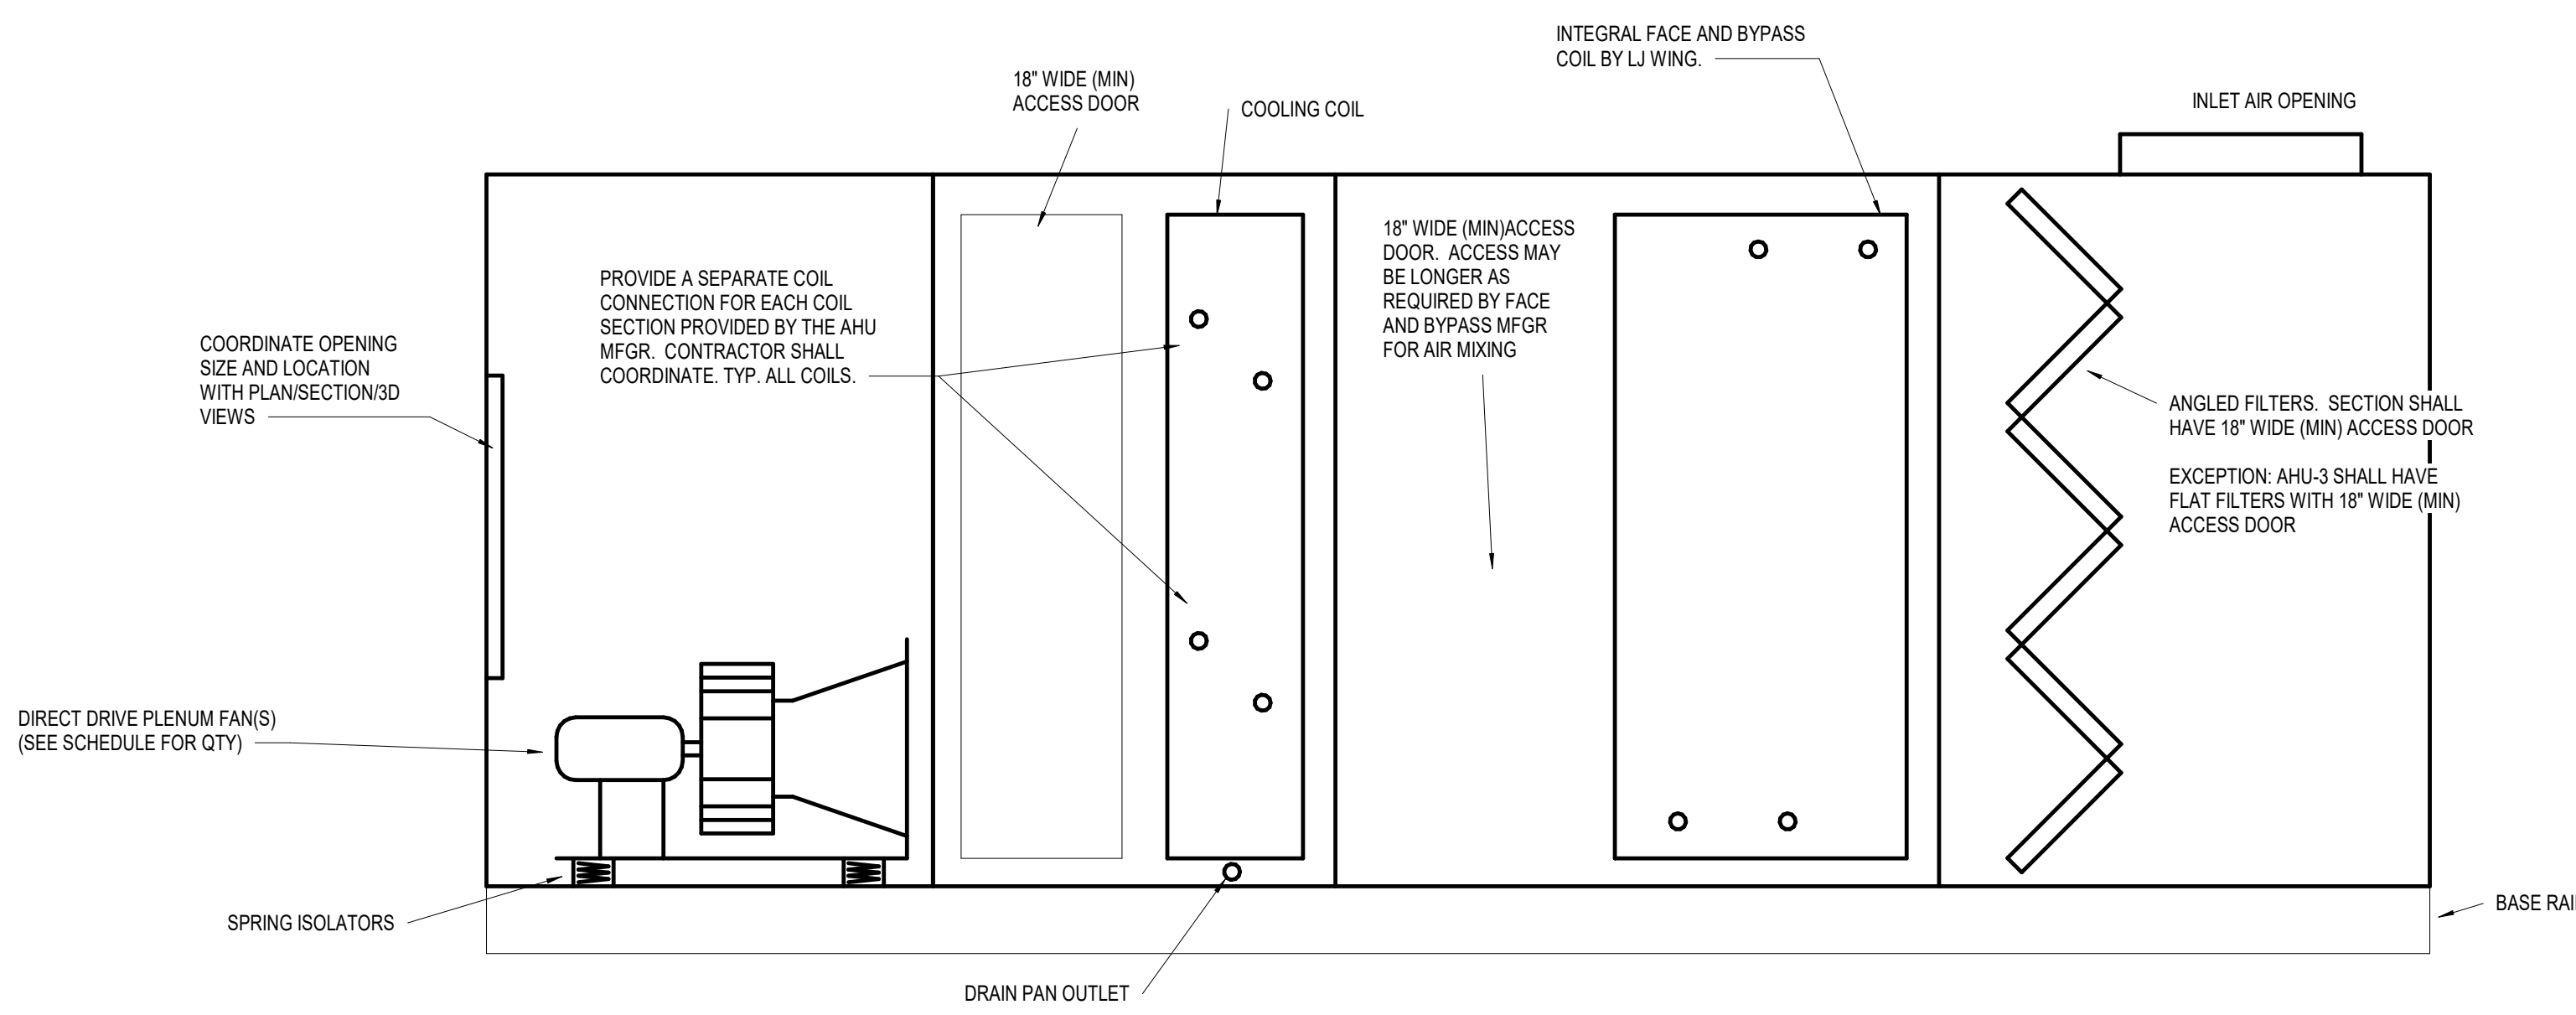 INTEGRAL FACE AND BYPASS
COIL BY LJ WING.
18" WIDE (MIN)
ACCESS DOOR
COOLING COIL
INLET AIR OPENING
18" WIDE (MIN)ACCESS
DOOR. ACCESS MAY
BE LONGER AS
REQUIRED BY FACE
AND BYPASS MFGR
FOR AIR MIXING
PROVIDE A SEPARATE COIL
CONNECTION FOR EACH COIL
SECTION PROVIDED BY THE AHU
MFGR. CONTRACTOR SHALL
COORDINATE. TYP. ALL COILS.
COORDINATE OPENING
SIZE AND LOCATION
WITH PLAN/SECTION/3D
VIEWS
ANGLED FILTERS. SECTION SHALL
HAVE 18" WIDE (MIN) ACCESS DOOR
EXCEPTION: AHU-3 SHALL HAVE
FLAT FILTERS WITH 18" WIDE (MIN)
ACCESS DOOR
DIRECT DRIVE PLENUM FAN(S)
(SEE SCHEDULE FOR QTY)
SPRING ISOLATORS
BASE
DRAIN PAN OUTLET